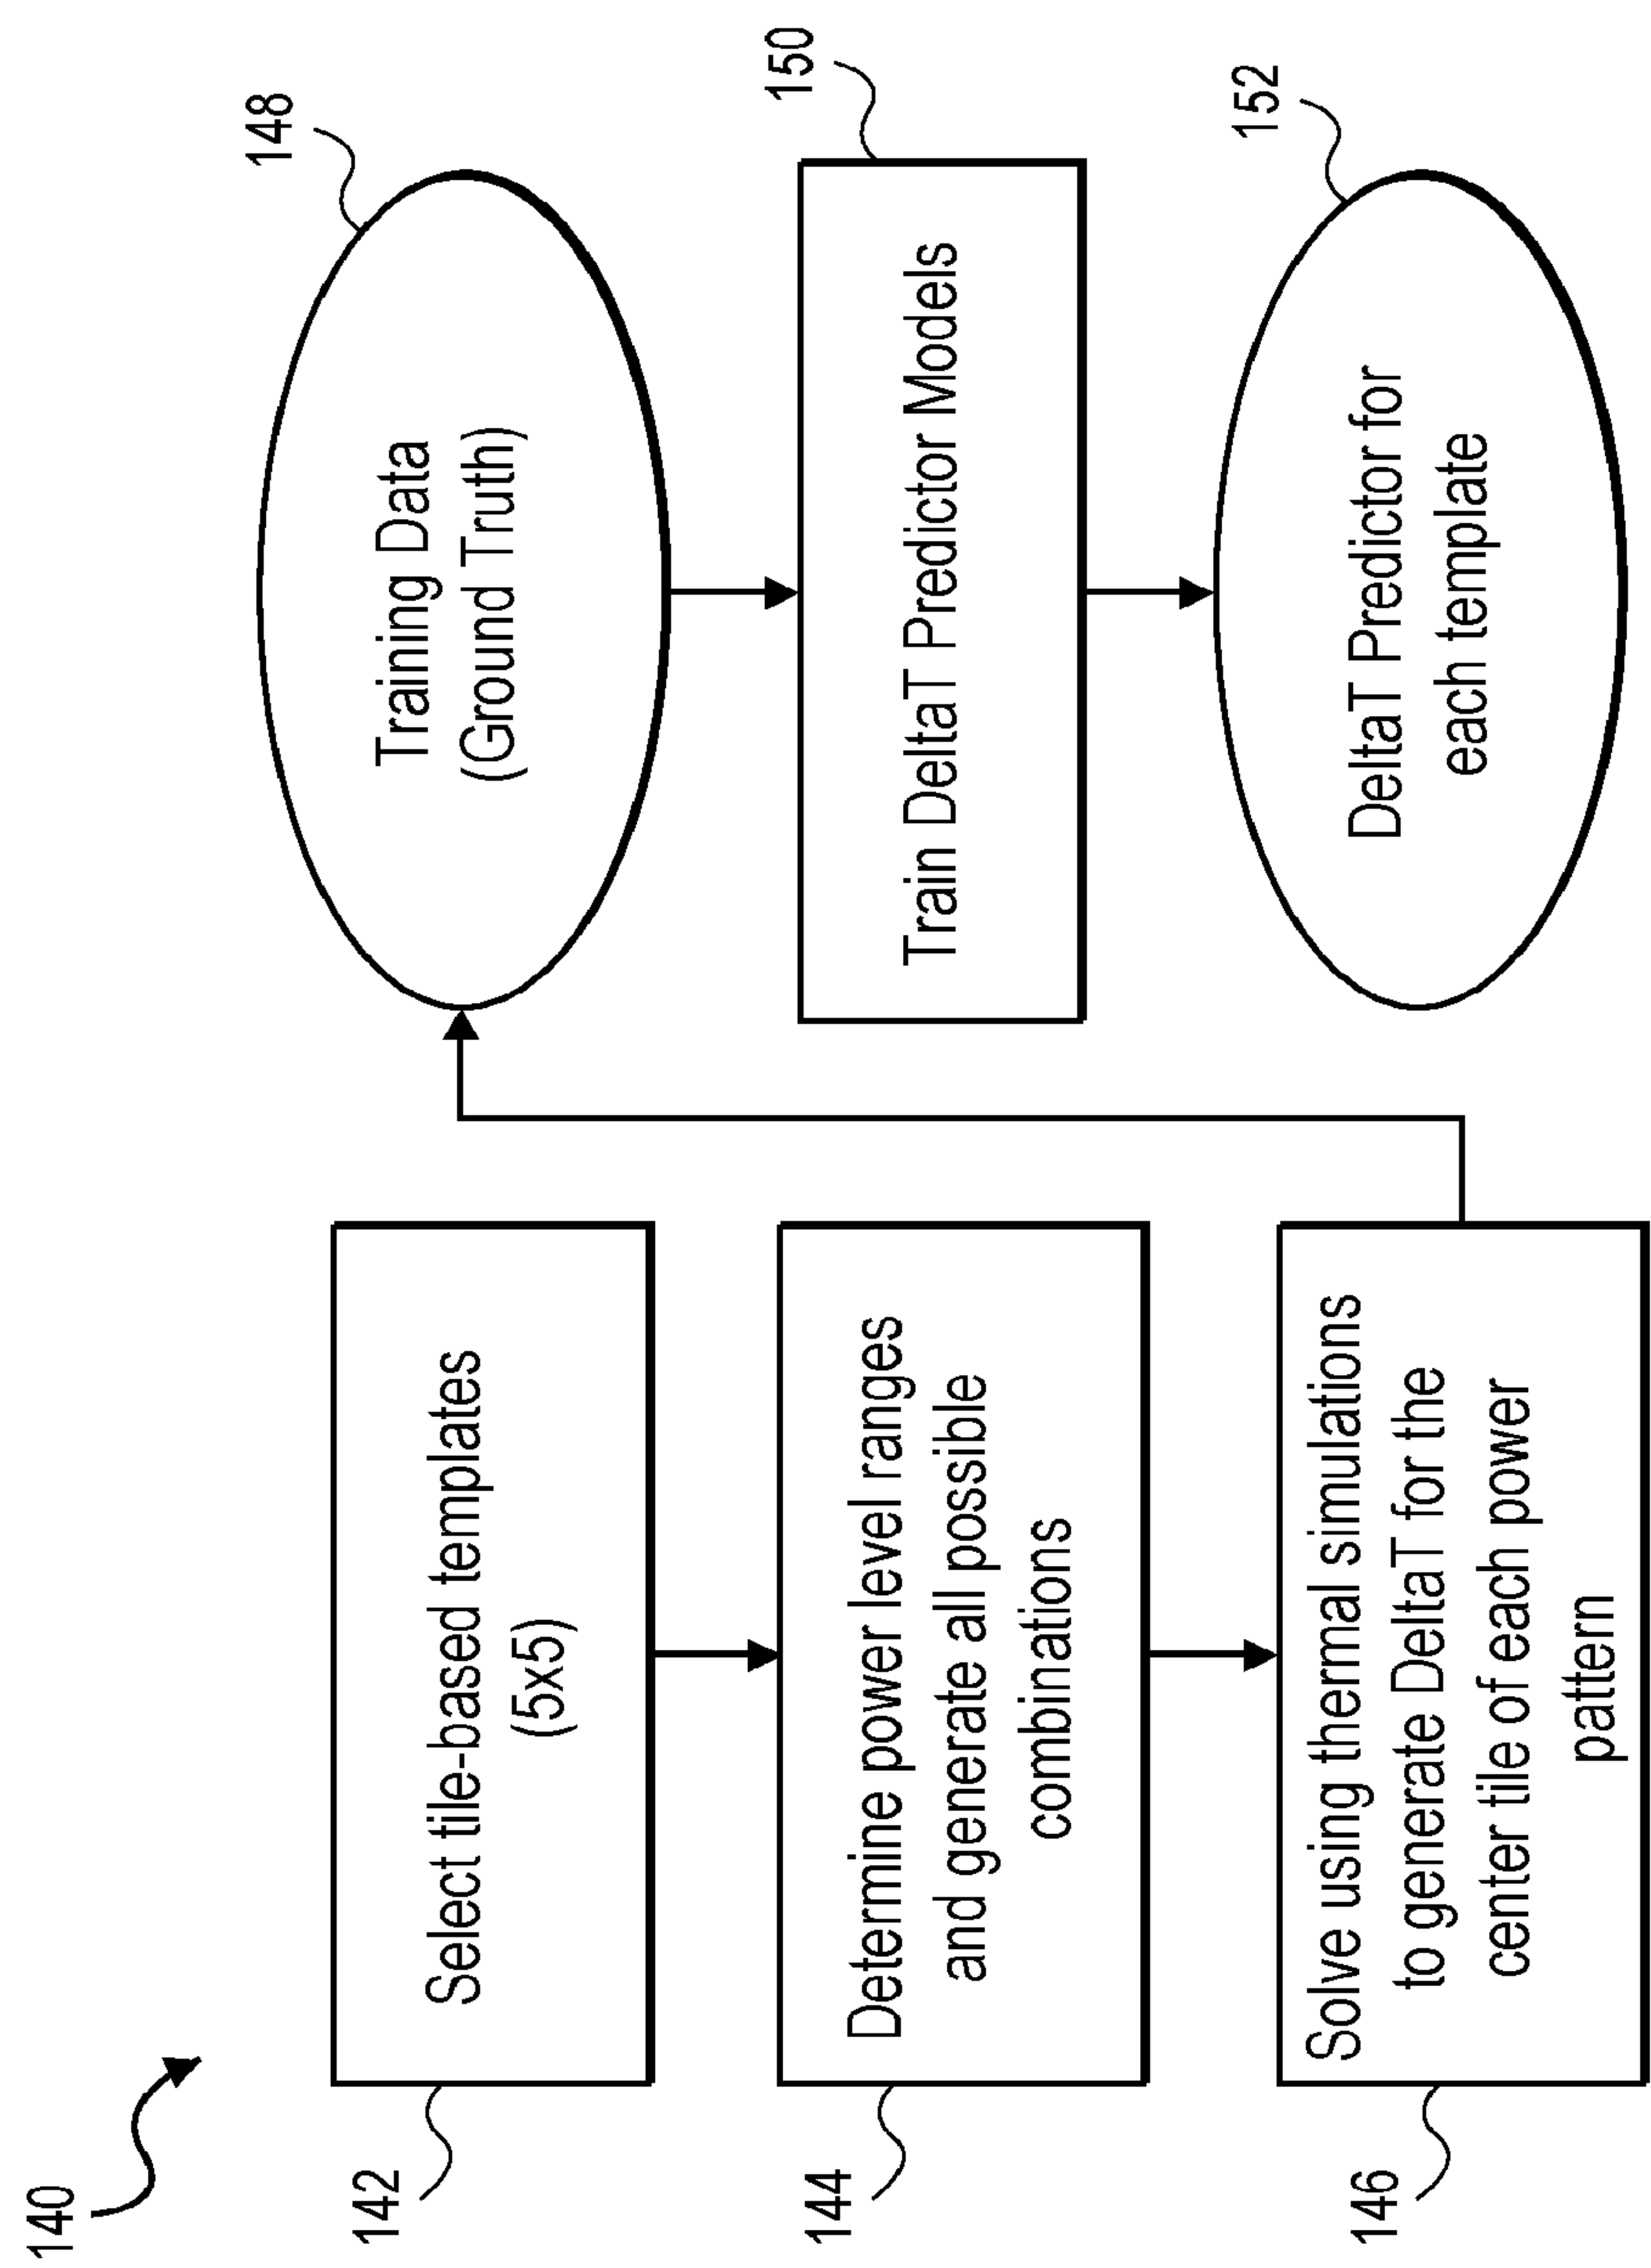 140
142
Select tile-based templates
(5x5)
144
Determine power level ranges
and generate all possible
combinations
146
Solve using thermal simulations
to generate DeltaT for the
center tile of each power
pattern
148
Training Data
(Ground Truth)
150
Train DeltaT Predictor Models
152
DeltaT Predictor for
each template